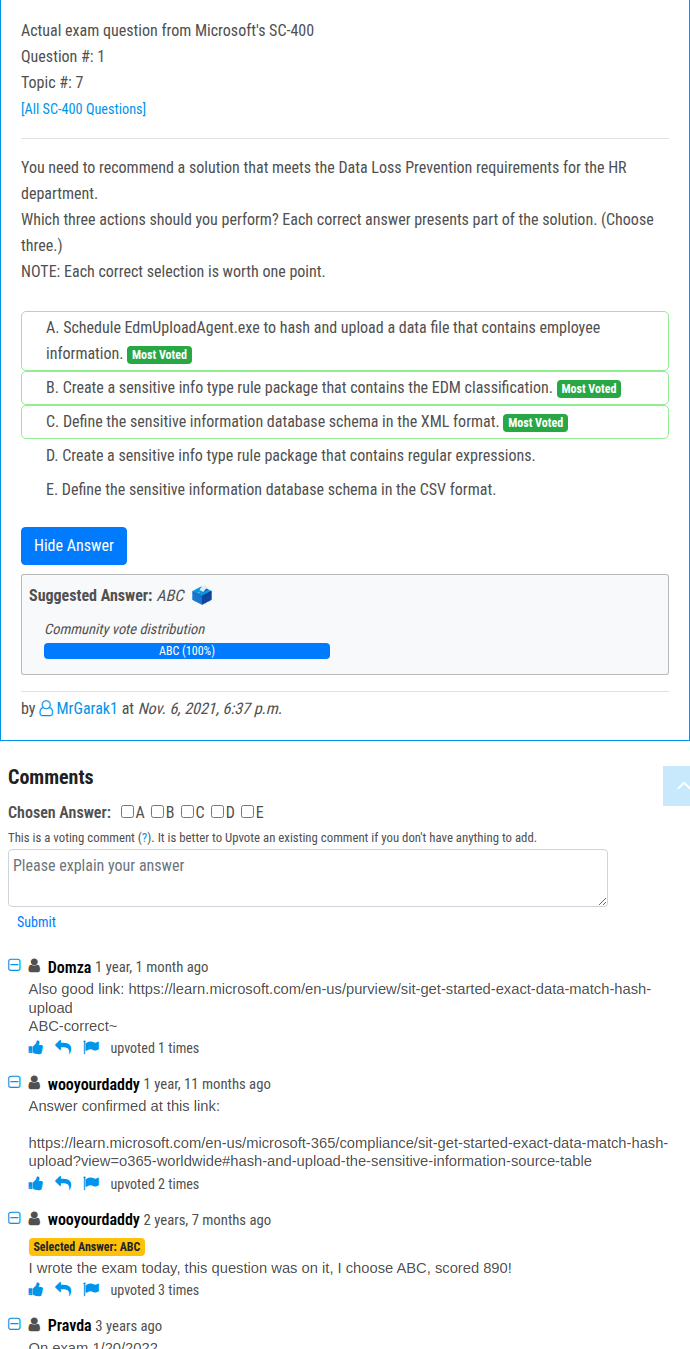 Actual exam question from Microsoft's SC-400
Question #: 1
Topic #: 7
[All SC-400 Questions]
You need to recommend a solution that meets the Data Loss Prevention requirements for the HR
department.
Which three actions should you perform? Each correct answer presents part of the solution. (Choose
three.)
NOTE: Each correct selection is worth one point.
A. Schedule EdmUploadAgent.exe to hash and upload a data file that contains employee
information. Most Voted
B. Create a sensitive info type rule package that contains the EDM classification. Most Voted
C. Define the sensitive information database schema in the XML format. Most Voted
D. Create a sensitive info type rule package that contains regular expressions.
E. Define the sensitive information database schema in the CSV format.
Hide Answer
Suggested Answer: ABC
Community vote distribution
ABC (100%)
by MrGarak1 at Nov. 6, 2021, 6:37 p.m.
Comments
Chosen Answer: A B C D E
This is a voting comment (?). It is better to Upvote an existing comment if you don't have anything to add.
Please explain your answer
Submit
Domza 1 year, 1 month ago
Also good link: https://learn.microsoft.com/en-us/purview/sit-get-started-exact-data-match-hash-
upload
ABC-correct~
upvoted 1 times
wooyourdaddy 1 year, 11 months ago
Answer confirmed at this link:
https://learn.microsoft.com/en-us/microsoft-365/compliance/sit-get-started-exact-data-match-hash-
upload?view=o365-worldwide#hash-and-upload-the-sensitive-information-source-table
upvoted 2 times
wooyourdaddy 2 years, 7 months ago
Selected Answer: ABC
I wrote the exam today, this question was on it, I choose ABC, scored 890!
upvoted 3 times
Pravda 3 years ago
On exam 1/20/2022